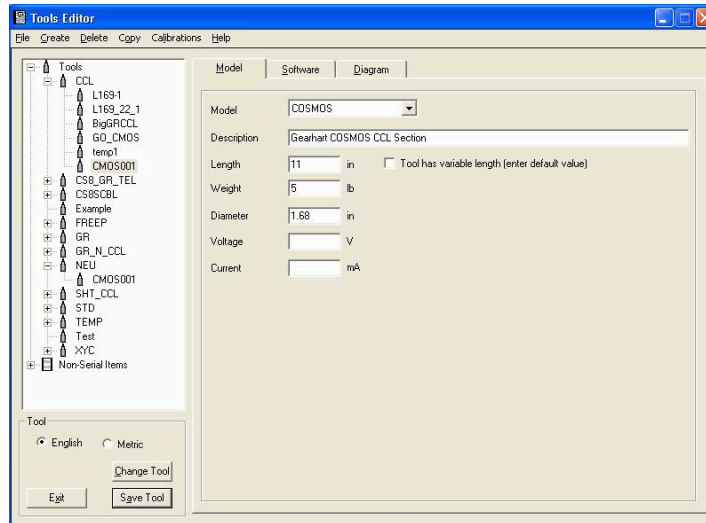 Tools Editor
File Create Delete Copy Calibrations Help
Tools
CCL
L169-1
L169_22_1
BigGRCCL
GO_CMOS
temp1
CMOS001
CS8_GR_TEL
CS8SCBL
Example
FREEP
GR
GR_N_CCL
NEU
CMOS001
SHT_CCL
STD
TEMP
Test
XYC
Non-Serial Items
Tool
English Metric
Change Tool
Exit Save Tool
Model Software Diagram
Model COSMOS
Description Gearhart COSMOS CCL Section
Length 11 in Tool has variable length (enter default value)
Weight 5 lb
Diameter 1.68 in
Voltage V
Current mA